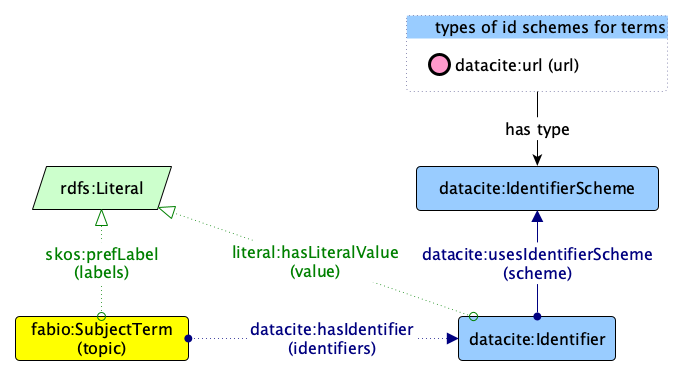 types of id schemes for terms
datacite:url (url)
has type
rdfs:Literal
datacite:IdentifierScheme
skos:prefLabel
(labels)
literal:hasLiteralValue
(value)
datacite:usesIdentifierScheme
(scheme)
fabio:SubjectTerm
(topic)
datacite:hasIdentifier
(identifiers)
datacite:Identifier